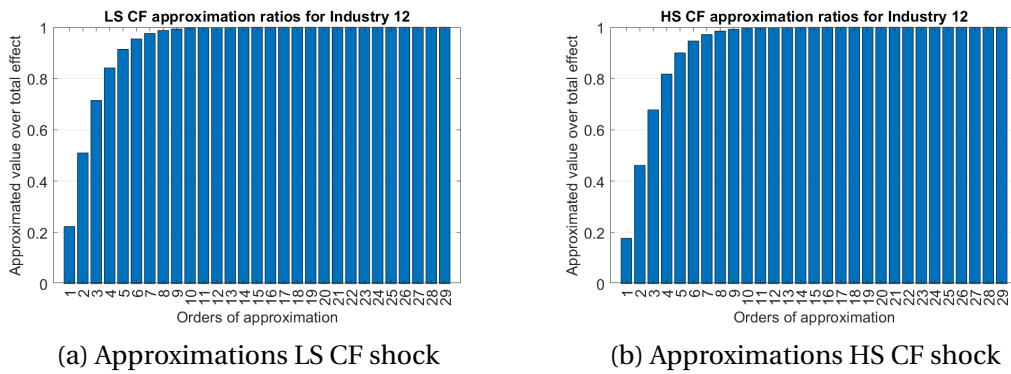 LS CF approximation ratios for Industry 12
Approximated value over total effect
1
0.8
0.6
0.4
0.2
0
1 2 3 4 5 6 7 8 9 10 11 12 13 14 15 16 17 18 19 20 21 22 23 24 25 26 27 28 29
Orders of approximation
(a) Approximations LS CF shock
HS CF approximation ratios for Industry 12
Approximated value over total effect
1
0.8
0.6
0.4
0.2
0
1 2 3 4 5 6 7 8 9 10 11 12 13 14 15 16 17 18 19 20 21 22 23 24 25 26 27 28 29
Orders of approximation
(b) Approximations HS CF shock